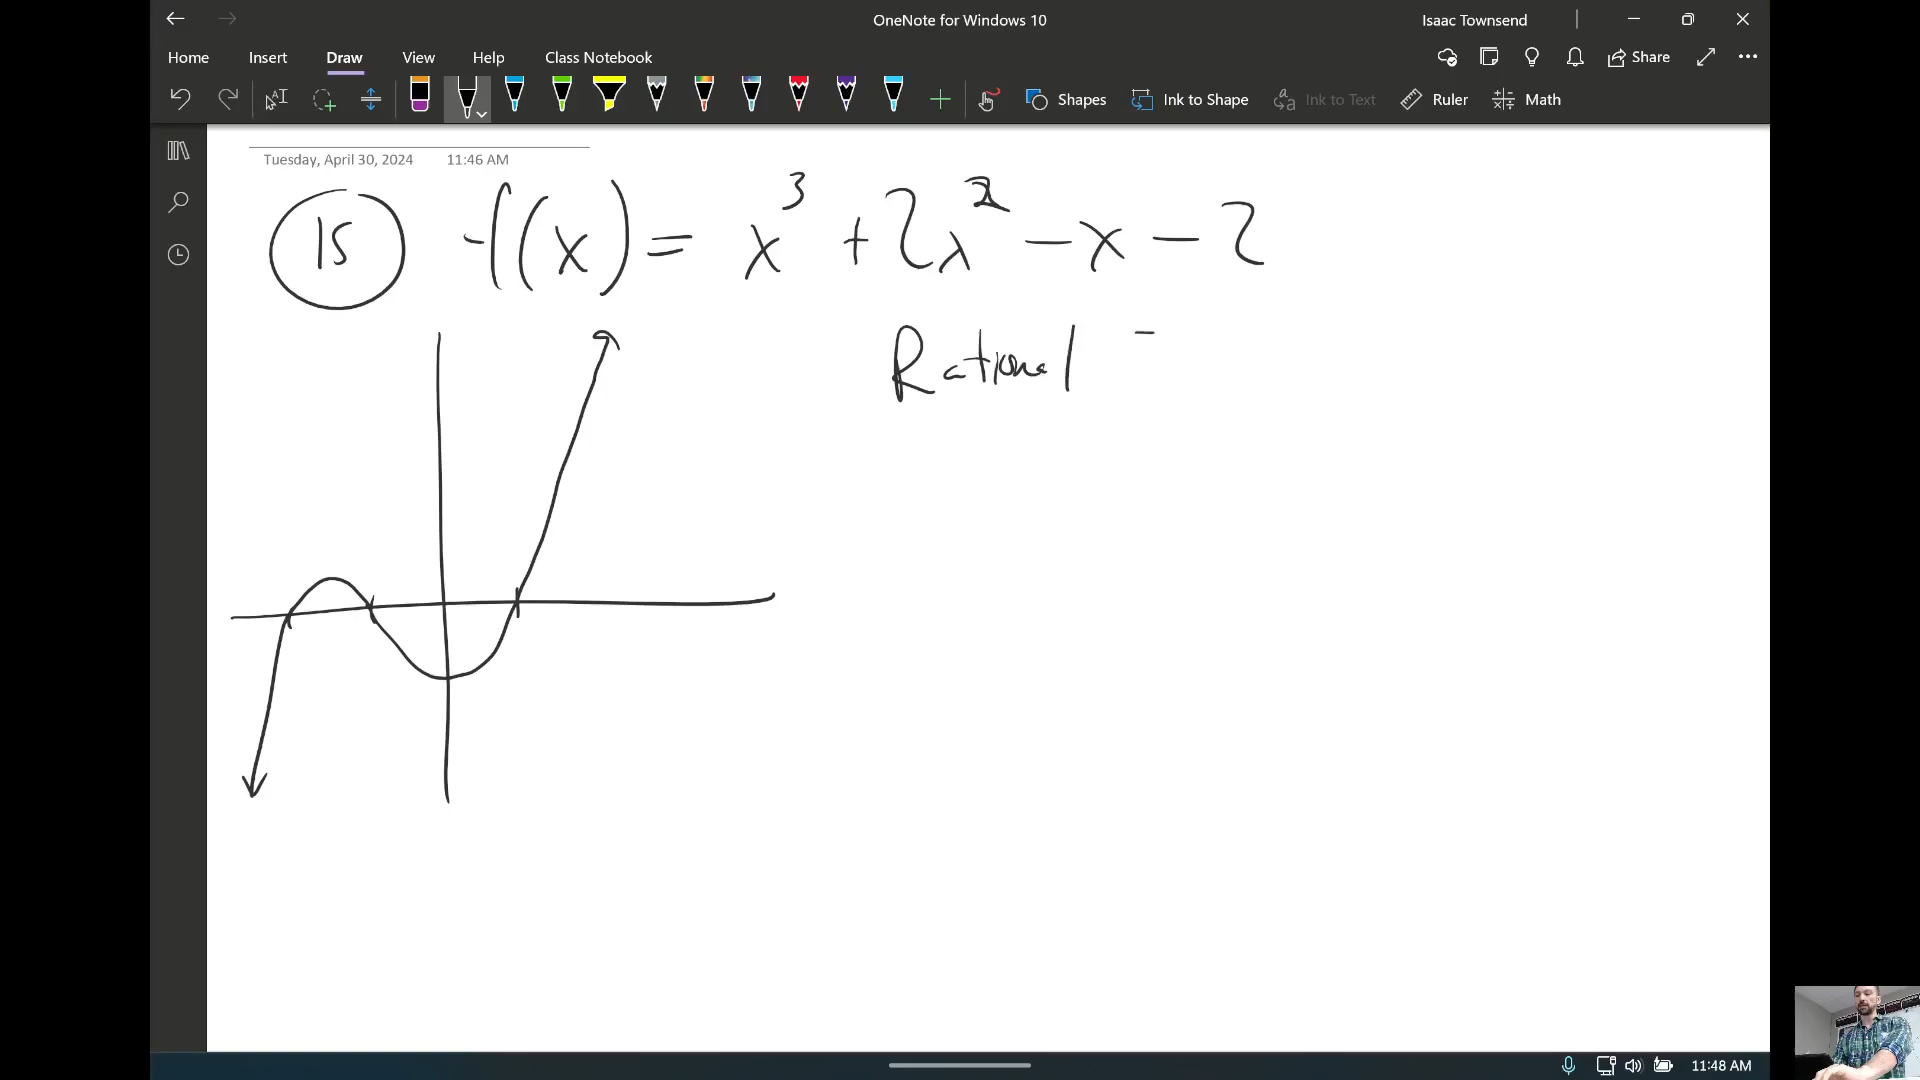 OneNote for Windows 10
Isaac Townsend
Home Insert Draw View Help Class Notebook
Share
Shapes Ink to Shape Ink to Text Ruler Math
Tuesday, April 30, 2024 11:46 AM
15 f(x) = x³ + 2x² - x - 2
Rational
11:48 AM